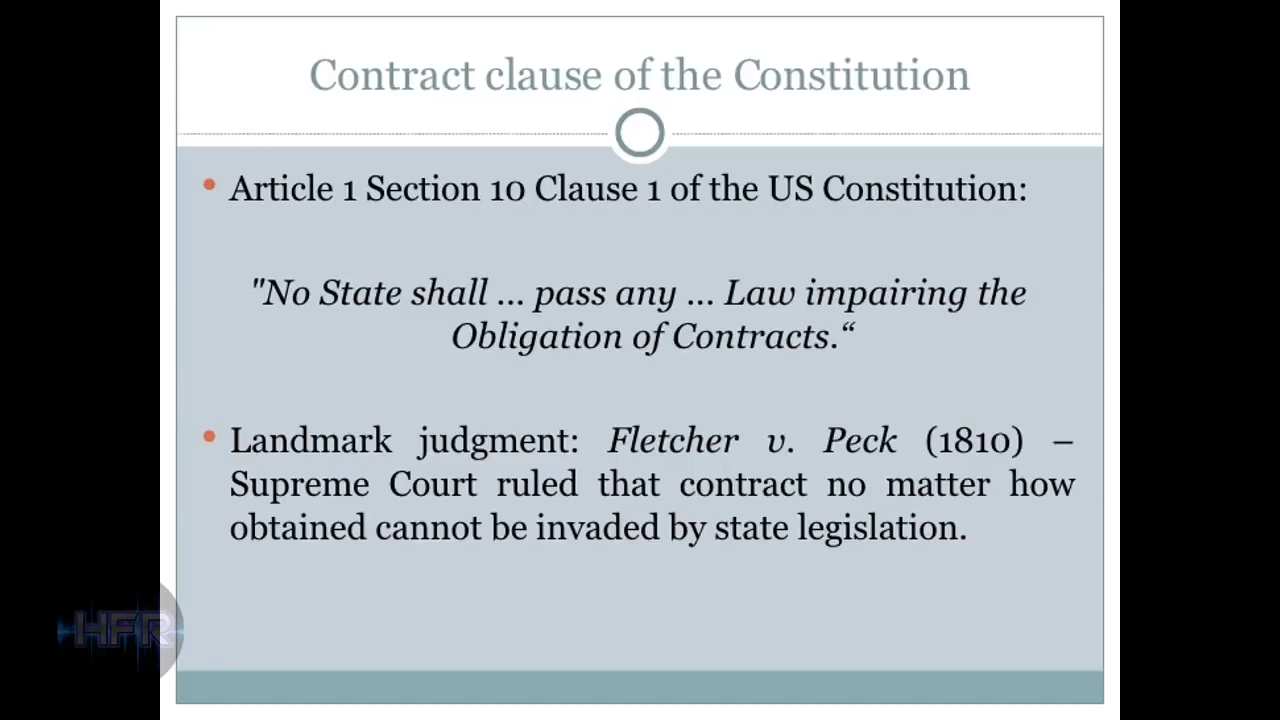 Contract clause of the Constitution
• Article 1 Section 10 Clause 1 of the US Constitution:
"No State shall ... pass any ... Law impairing the
Obligation of Contracts.“
• Landmark judgment: Fletcher v. Peck (1810) –
Supreme Court ruled that contract no matter how
obtained cannot be invaded by state legislation.
HFR